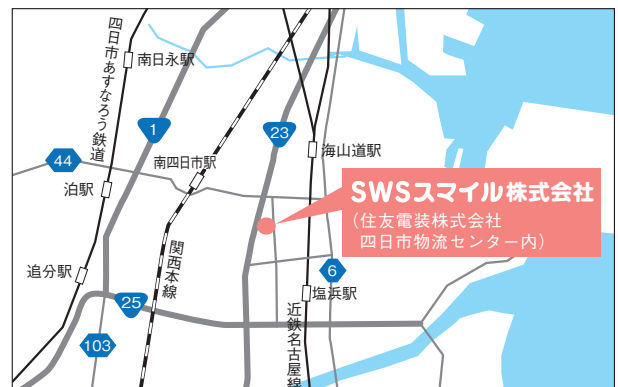 四日市あすなろう鉄道
南日永駅
1
23
海山道駅
44
南四日市駅
泊駅
SWSスマイル株式会社
（住友電装株式会社
四日市物流センター内）
関西本線
追分駅
6
塩浜駅
25
近鉄名古屋線
103